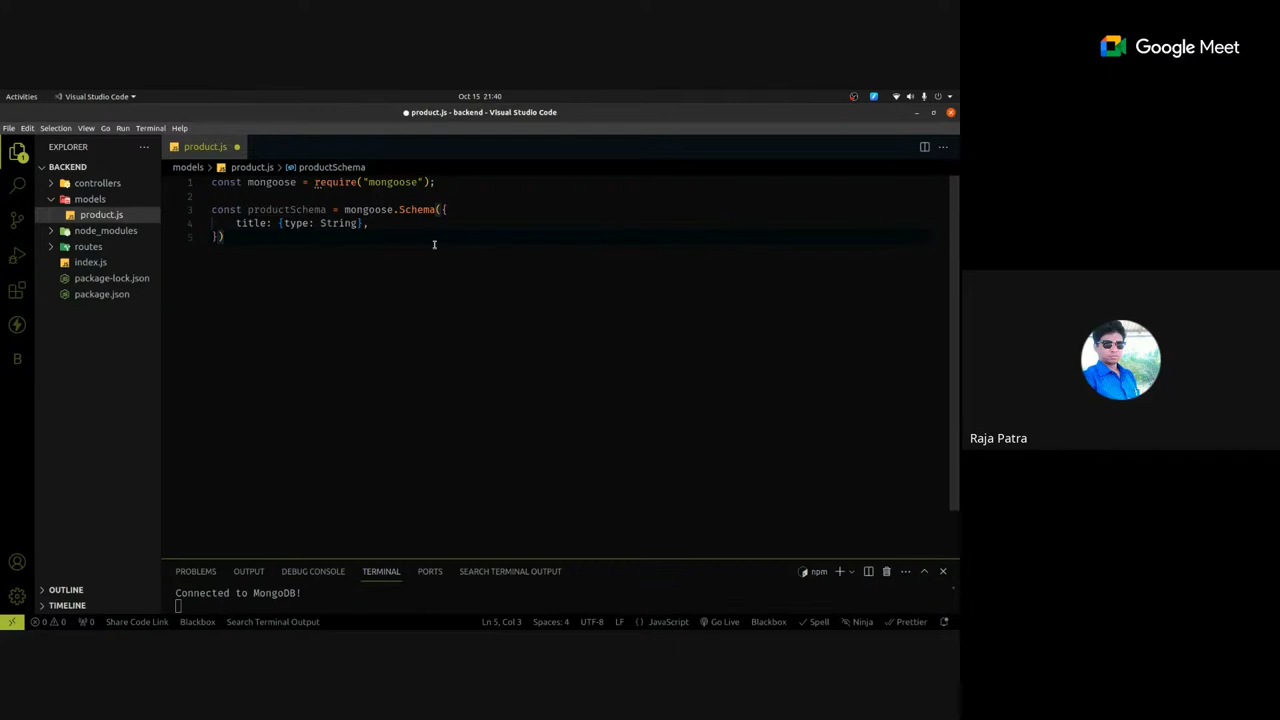 Google Meet
Activities
Visual Studio Code
Oct 15 21:40
product.js - backend - Visual Studio Code
File Edit Selection View Go Run Terminal Help
EXPLORER
product.js
BACKEND
models > product.js > productSchema
controllers
models
product.js
node_modules
routes
index.js
package-lock.json
package.json
1 const mongoose = require("mongoose");
2
3 const productSchema = mongoose.Schema({
4 title: {type: String},
5 })
Raja Patra
PROBLEMS OUTPUT DEBUG CONSOLE TERMINAL PORTS SEARCH TERMINAL OUTPUT
npm
OUTLINE
TIMELINE
Connected to MongoDB!
0 0 0 Share Code Link Blackbox Search Terminal Output Ln 5, Col 3 Spaces: 4 UTF-8 LF {} JavaScript Go Live Blackbox Spell Ninja Prettier